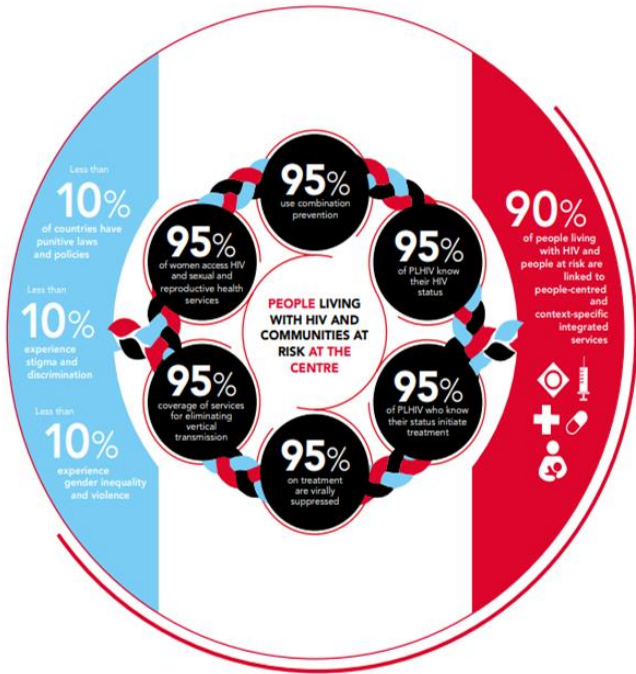 Less than
10%
of countries have
punitive laws
and policies
Less than
10%
experience
stigma and
discrimination
Less than
10%
experience
gender inequality
and violence
95%
use combination
prevention
95%
of PLHIV know
their HIV
status
95%
of PLHIV who know
their status initiate
treatment
95%
on treatment
are virally
suppressed
95%
coverage of services
for eliminating
vertical
transmission
95%
of women access HIV
and sexual and
reproductive health
services
PEOPLE LIVING
WITH HIV AND
COMMUNITIES AT
RISK AT THE
CENTRE
90%
of people living
with HIV and
people at risk are
linked to
people-centred
and
context-specific
integrated
services